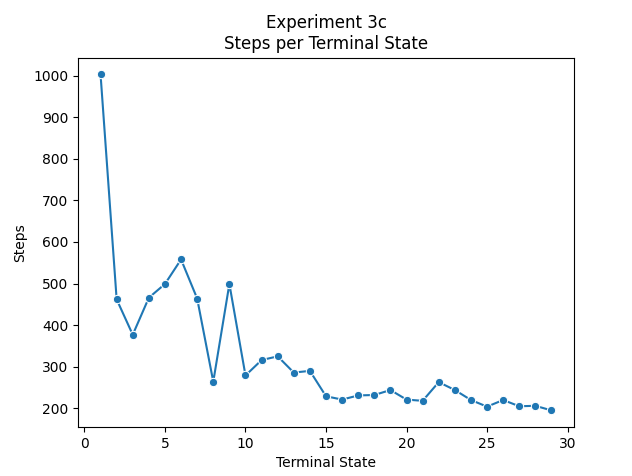 Experiment 3c
Steps per Terminal State
1000
900
800
700
600
500
400
300
200
Steps
0 5 10 15 20 25 30
Terminal State